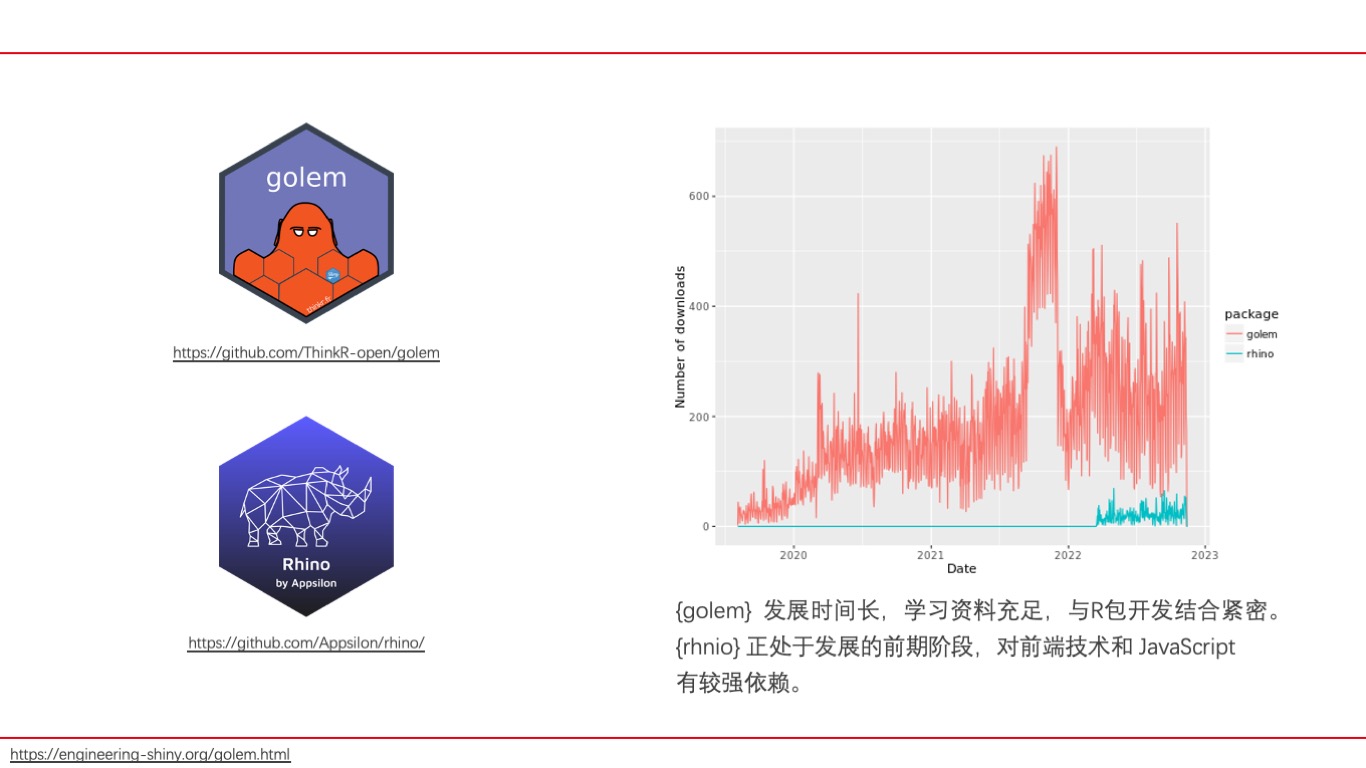 golem
https://github.com/ThinkR-open/golem
Rhino
by Appsilon
https://github.com/Appsilon/rhino/
Number of downloads
600
400
200
0
2020
2021
2022
2023
Date
package
golem
rhino
{golem} 发展时间长，学习资料充足，与R包开发结合紧密。
{rhnio} 正处于发展的前期阶段，对前端技术和 JavaScript
有较强依赖。
https://engineering-shiny.org/golem.html